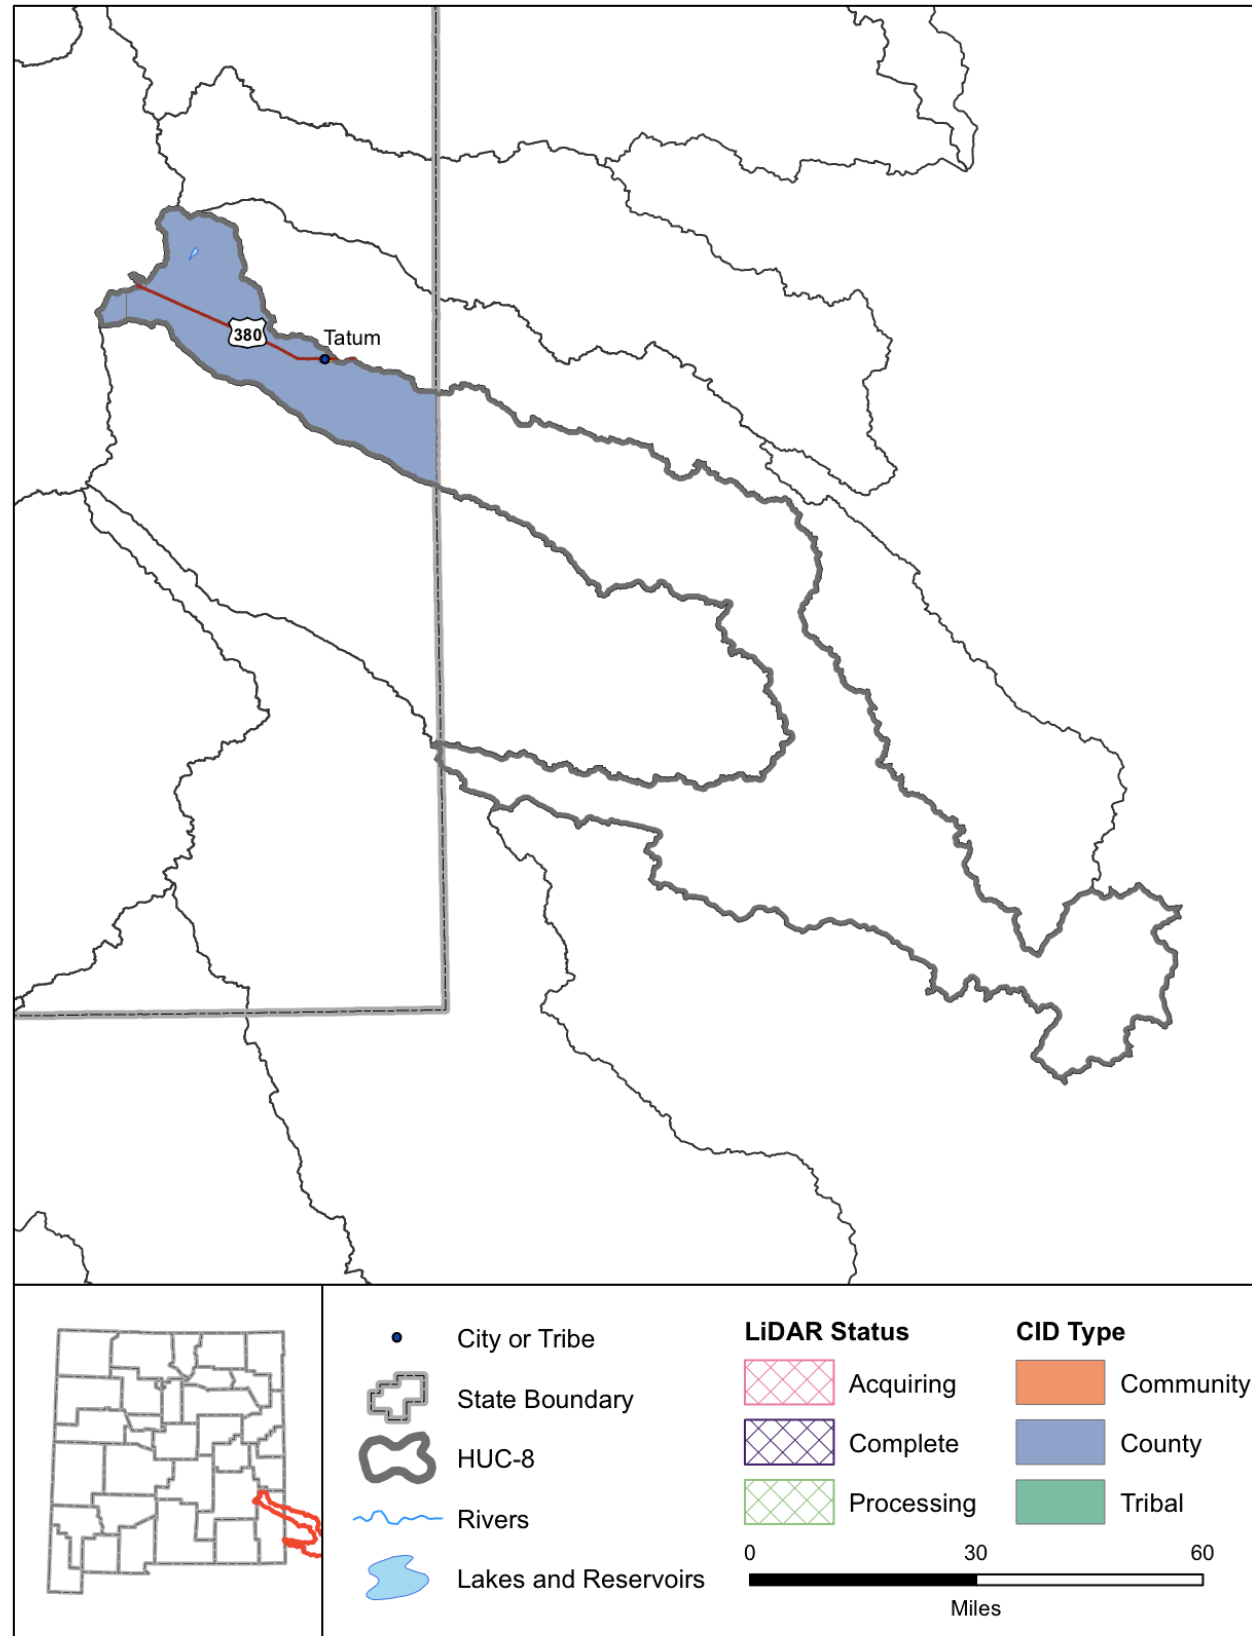 Tatum
380
City or Tribe
State Boundary
HUC-8
Rivers
Lakes and Reservoirs
LiDAR Status
Acquiring
Complete
Processing
CID Type
Community
County
Tribal
0 30 60
Miles